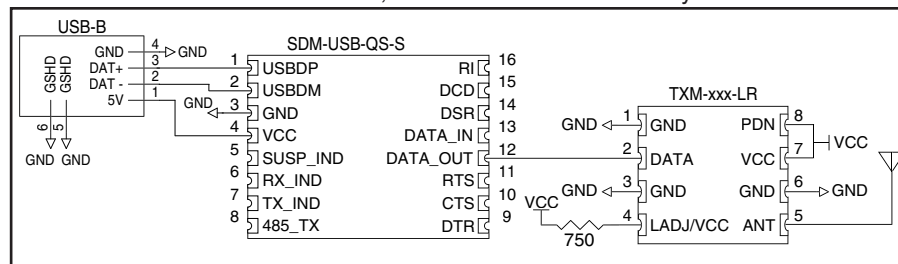 USB-B
GND 4 GND
DAT+ 3
DAT - 2
5V 1
GSHD GSHD
6 5
GND GND
SDM-USB-QS-S
1 USBDP RI 16
2 USBDM DCD 15
GND 3 GND DSR 14
4 VCC DATA_IN 13
5 SUSP_IND DATA_OUT 12
6 RX_IND RTS 11
7 TX_IND CTS 10
8 485_TX DTR 9
TXM-xxx-LR
GND 1 GND PDN 8
VCC
2 DATA VCC 7
GND 3 GND GND 6 GND
VCC
750
4 LADJ/VCC ANT 5